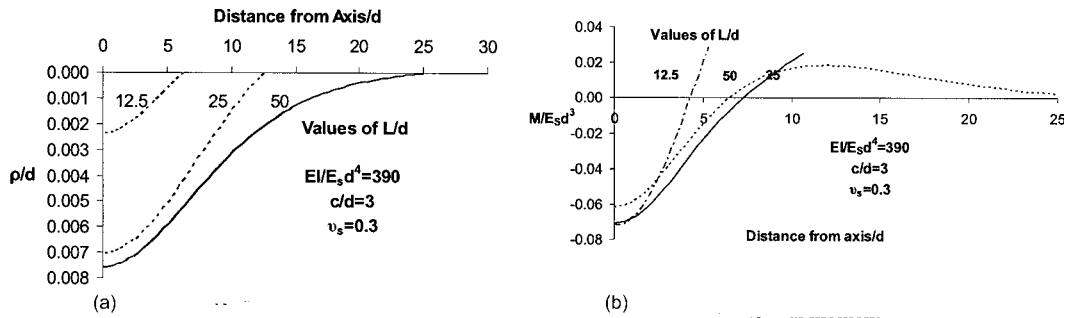 Distance from Axis/d
0 5 10 15 20 25 30
0.000
0.001
0.002
0.003
0.004
0.005
0.006
0.007
0.008
ρ/d
12.5 25 50
Values of L/d
EI/Esd⁴=390
c/d=3
υs=0.3
(a)
0.04
0.02
0.00
-0.02
-0.04
-0.06
-0.08
M/ESd³
Values of L/d
12.5 50 25
0 5 10 15 20 25
EI/ESd⁴=390
c/d=3
υs=0.3
Distance from axis/d
(b)